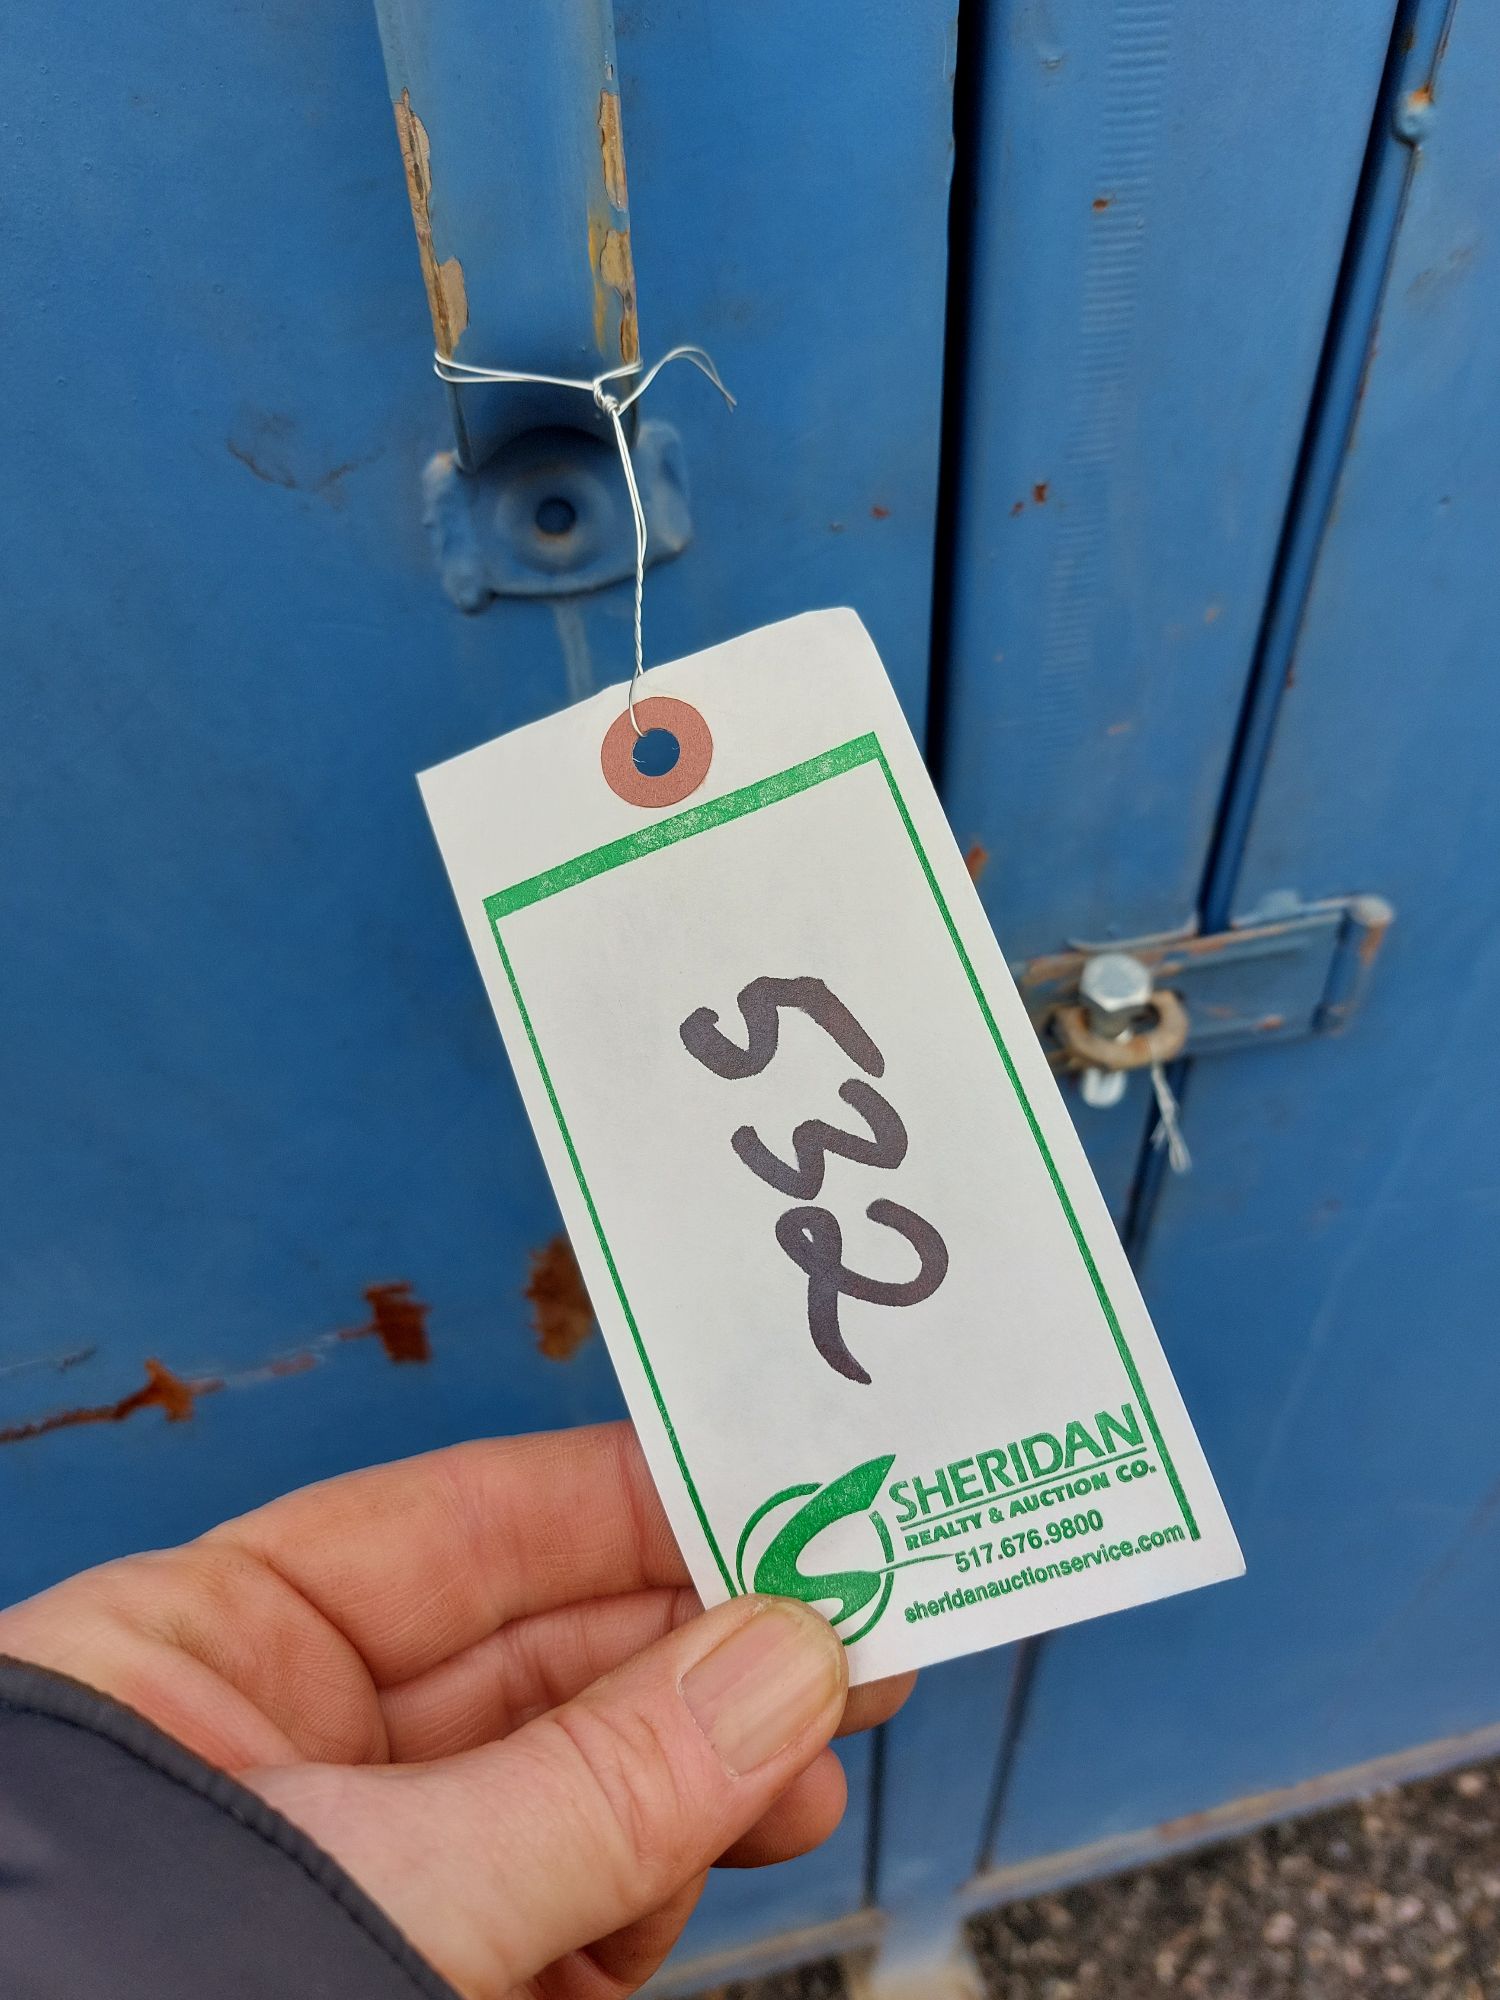 532
SHERIDAN
REALTY & AUCTION CO.
517.676.9800
sheridanauctionservice.com